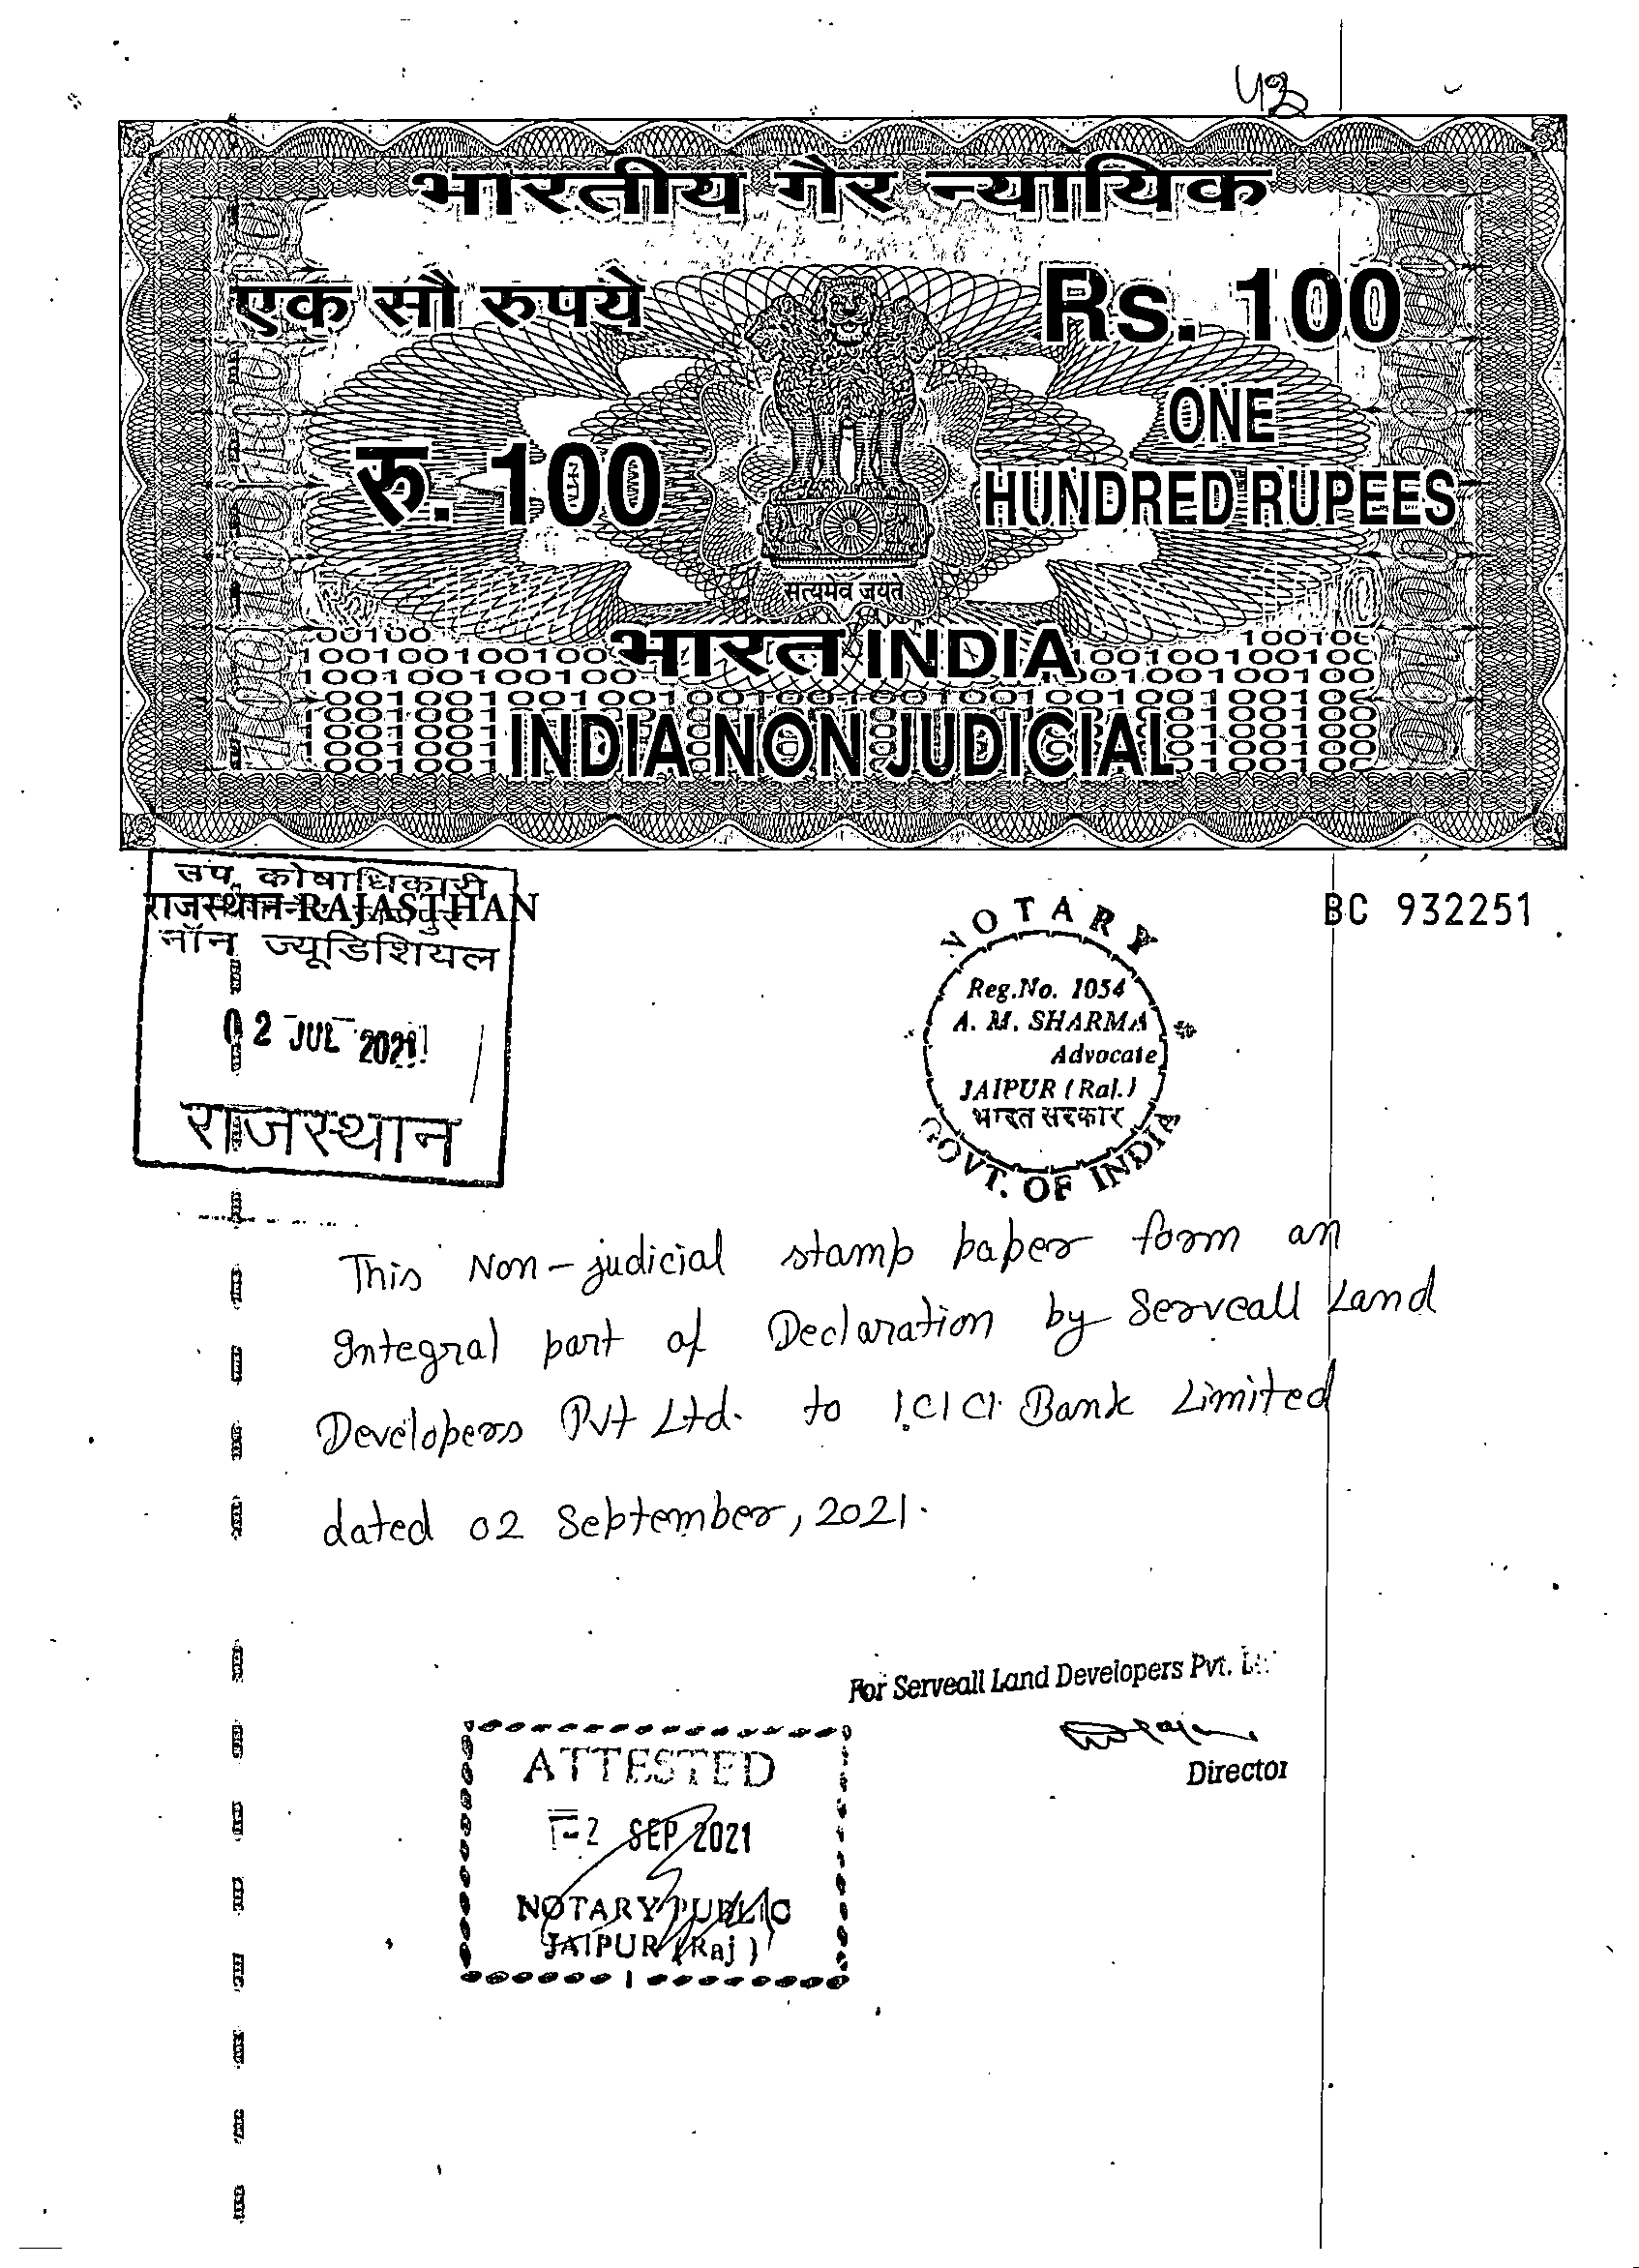 43
भारतीय गैर न्यायिक
एक सौ रुपये
Rs. 100
रु. 100
ONE
HUNDRED RUPEES
सत्यमेव जयते
भारत INDIA
INDIA NON JUDICIAL
उप. कोषाधिकारी
राजस्थान RAJASTHAN
नॉन ज्यूडिशियल
02 JUL 2021
राजस्थान
BC 932251
NOTARY
Reg.No. 1054
A. M. SHARMA
Advocate
JAIPUR (Raj.)
भारत सरकार
GOVT. OF INDIA
This Non-judicial stamp paper form an
Integral part of Declaration by Serveall Land
Developers Pvt Ltd. to ICICI Bank Limited
dated 02 September, 2021.
For Serveall Land Developers Pvt.
Director
ATTESTED
-2 SEP 2021
NOTARY PUBLIC
JAIPUR (Raj)